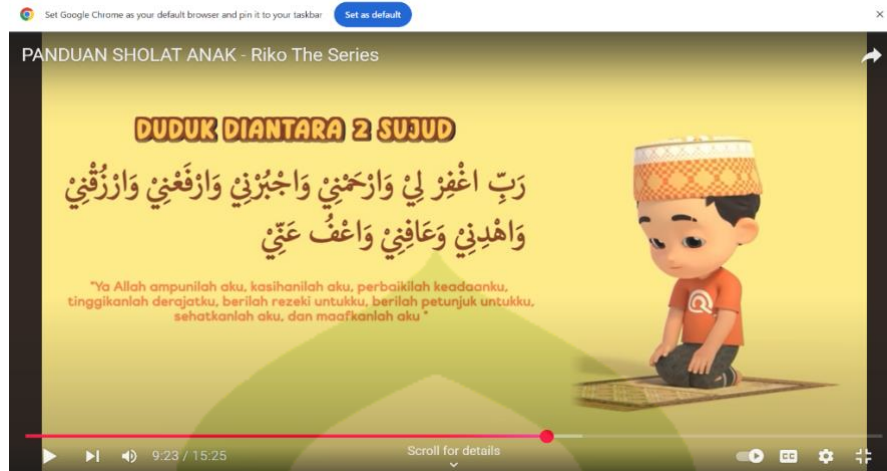 Set Google Chrome as your default browser and pin it to your taskbar
Set as default
PANDUAN SHOLAT ANAK - Riko The Series
DUDUK DIANTARA 2 SUJUD
رَبِّ اغْفِرْ لِيْ وَارْحَمْنِيْ وَاجْبُرْنِيْ وَارْفَعْنِيْ وَارْزُقْنِيْ
وَاهْدِنِيْ وَعَافِنِيْ وَاعْفُ عَنِّيْ
"Ya Allah ampunilah aku, kasihanilah aku, perbaikilah keadaanku,
tinggikanlah derajatku, berilah rezeki untukku, berilah petunjuk untukku,
sehatkanlah aku, dan maafkanlah aku "
9:23 / 15:25
Scroll for details
CC